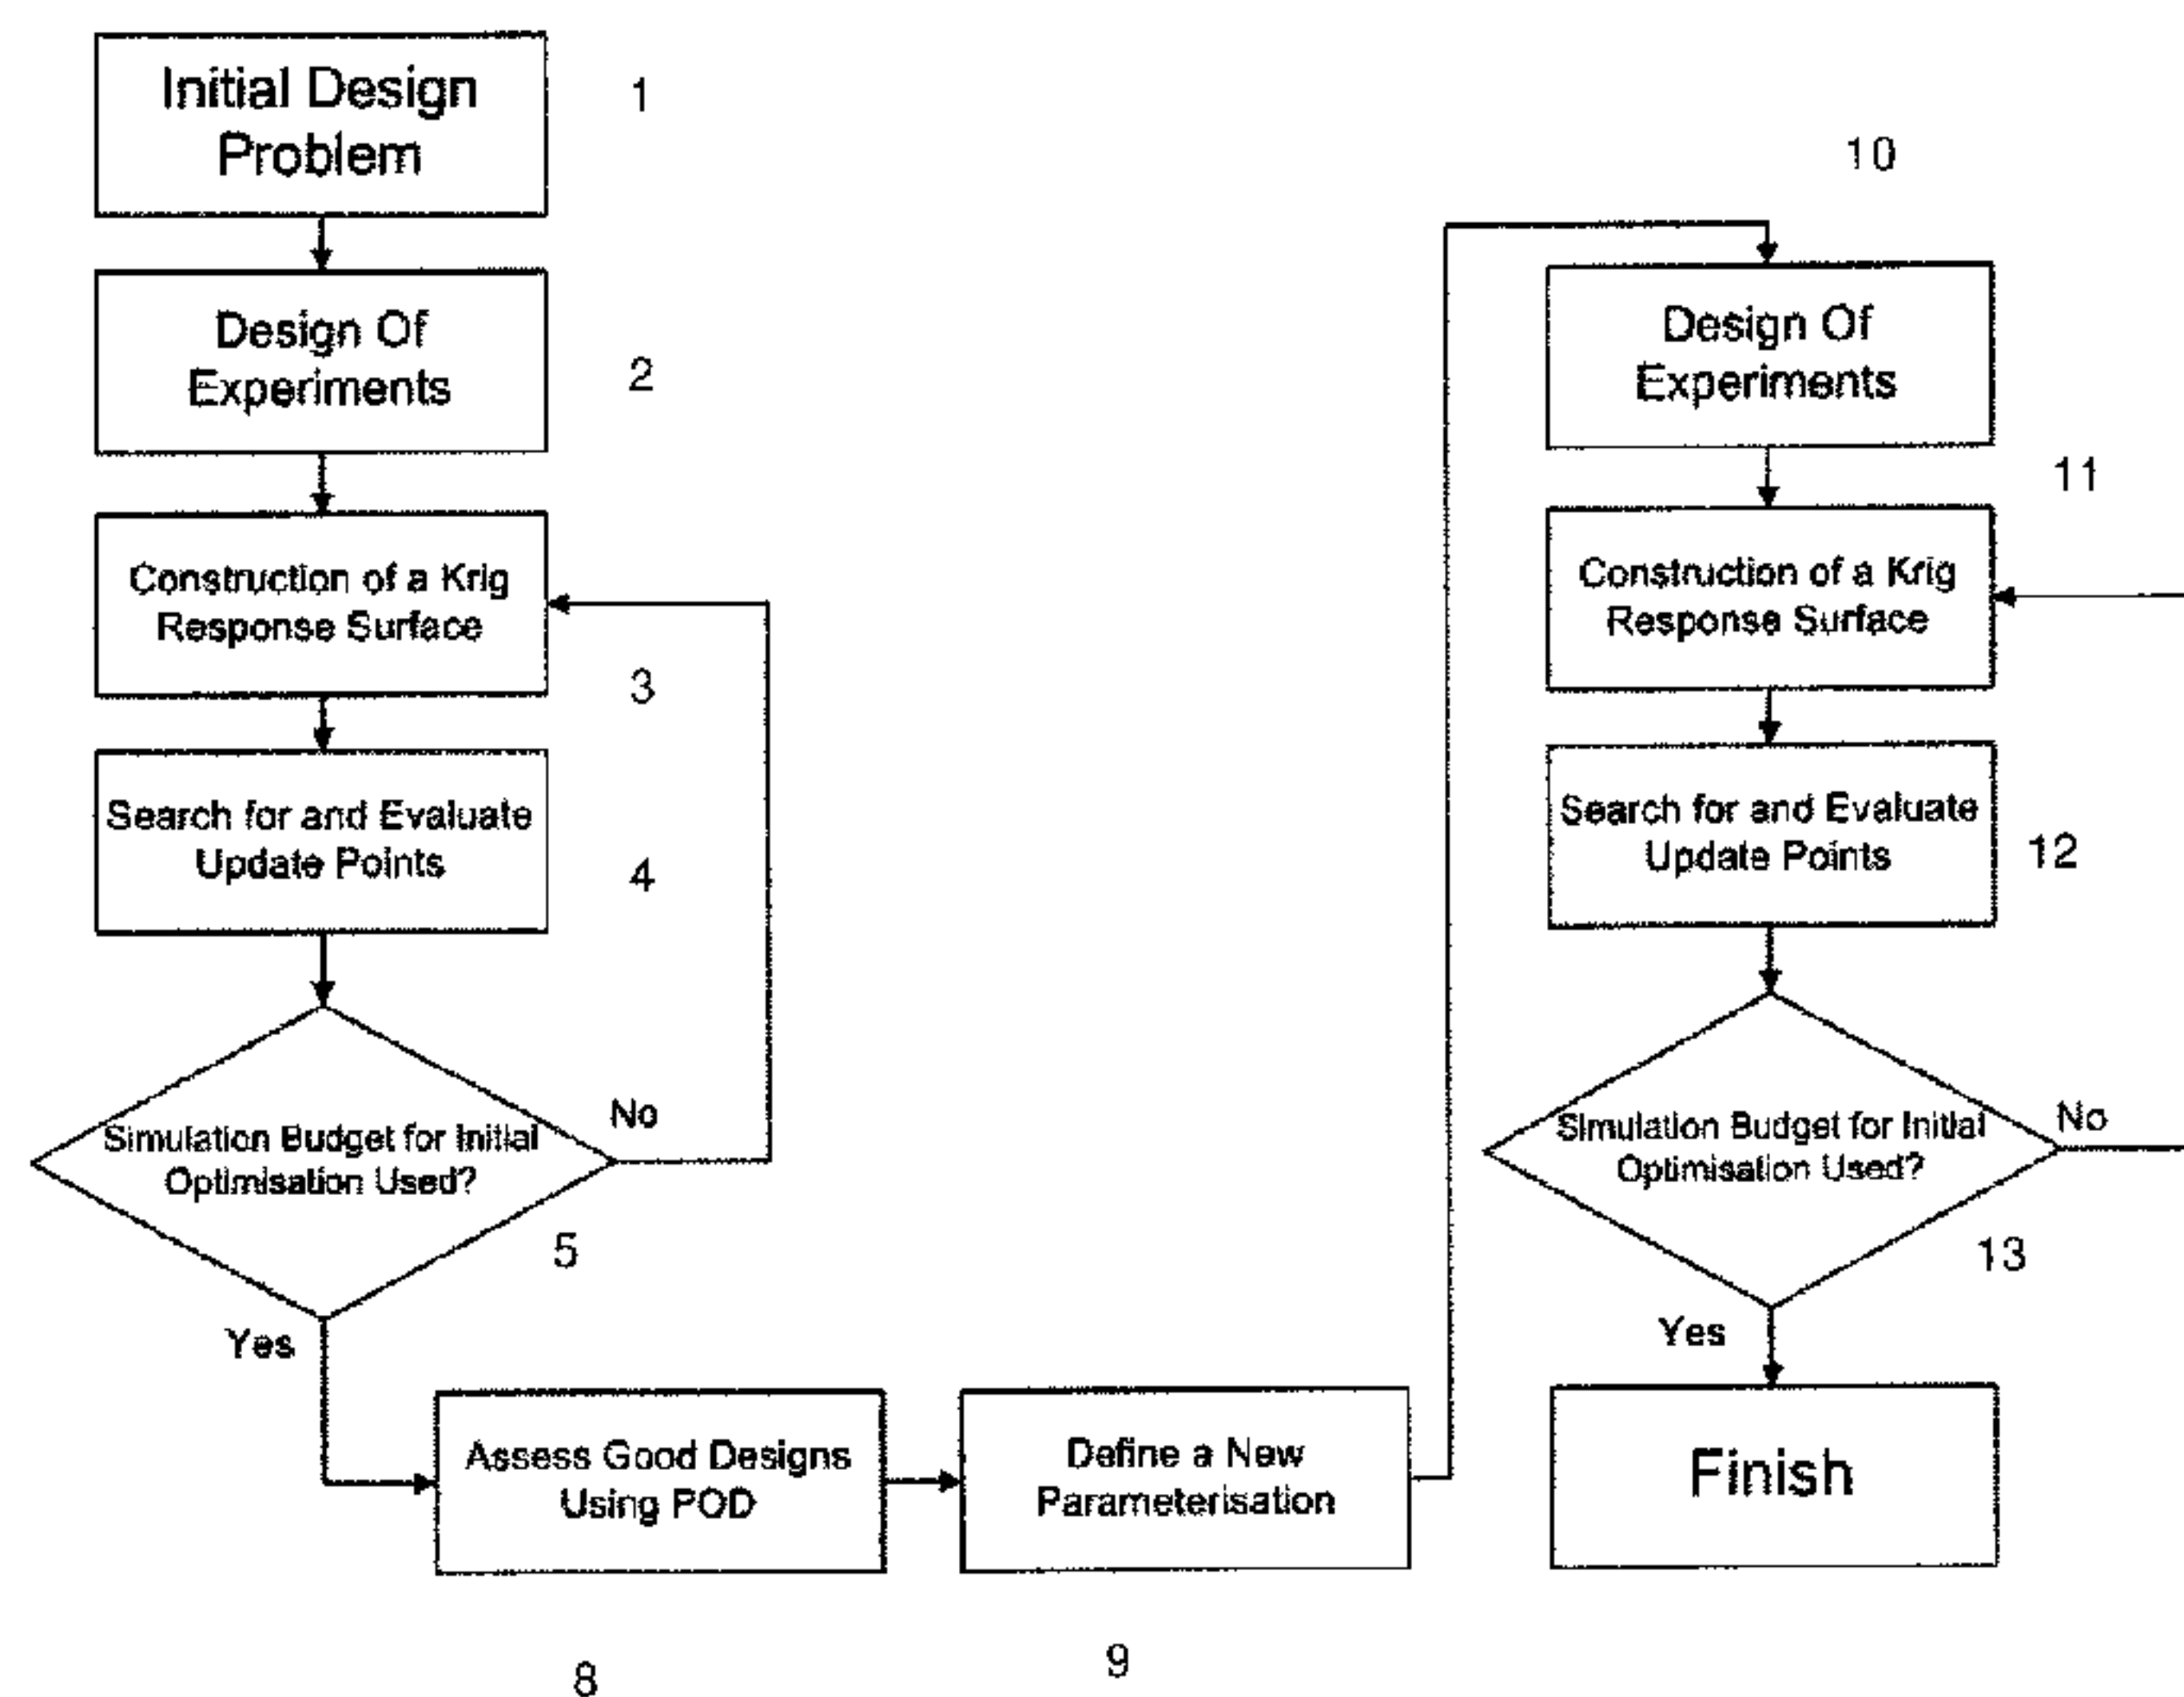 Initial Design
Problem
1
Design Of
Experiments
2
Construction of a Krig
Response Surface
3
Search for and Evaluate
Update Points
4
Simulation Budget for Initial
Optimisation Used?
No
5
Yes
Assess Good Designs
Using POD
8
Define a New
Parameterisation
9
10
Design Of
Experiments
11
Construction of a Krig
Response Surface
Search for and Evaluate
Update Points
12
Simulation Budget for Initial
Optimisation Used?
No
13
Yes
Finish